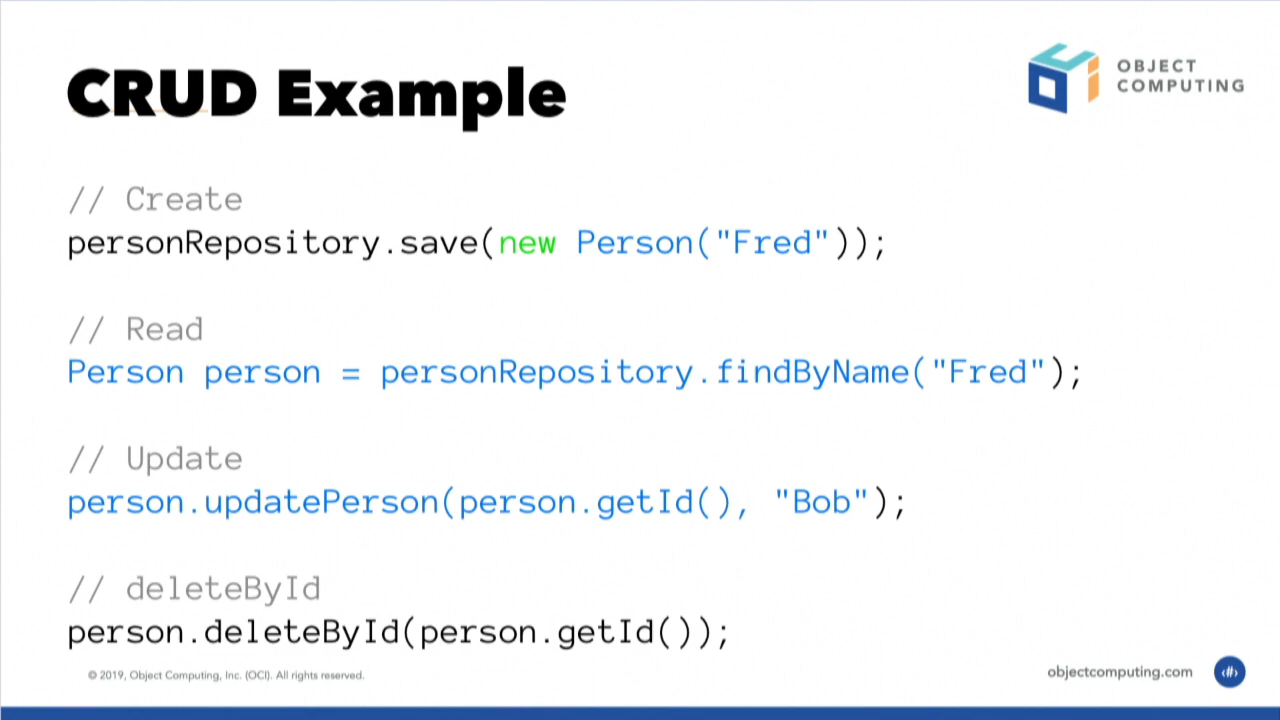 CRUD Example
OBJECT
COMPUTING
// Create
personRepository.save(new Person("Fred"));
// Read
Person person = personRepository.findByName("Fred");
// Update
person.updatePerson(person.getId(), "Bob");
// deleteById
person.deleteById(person.getId());
© 2019, Object Computing, Inc. (OCI). All rights reserved.
objectcomputing.com
‹#›